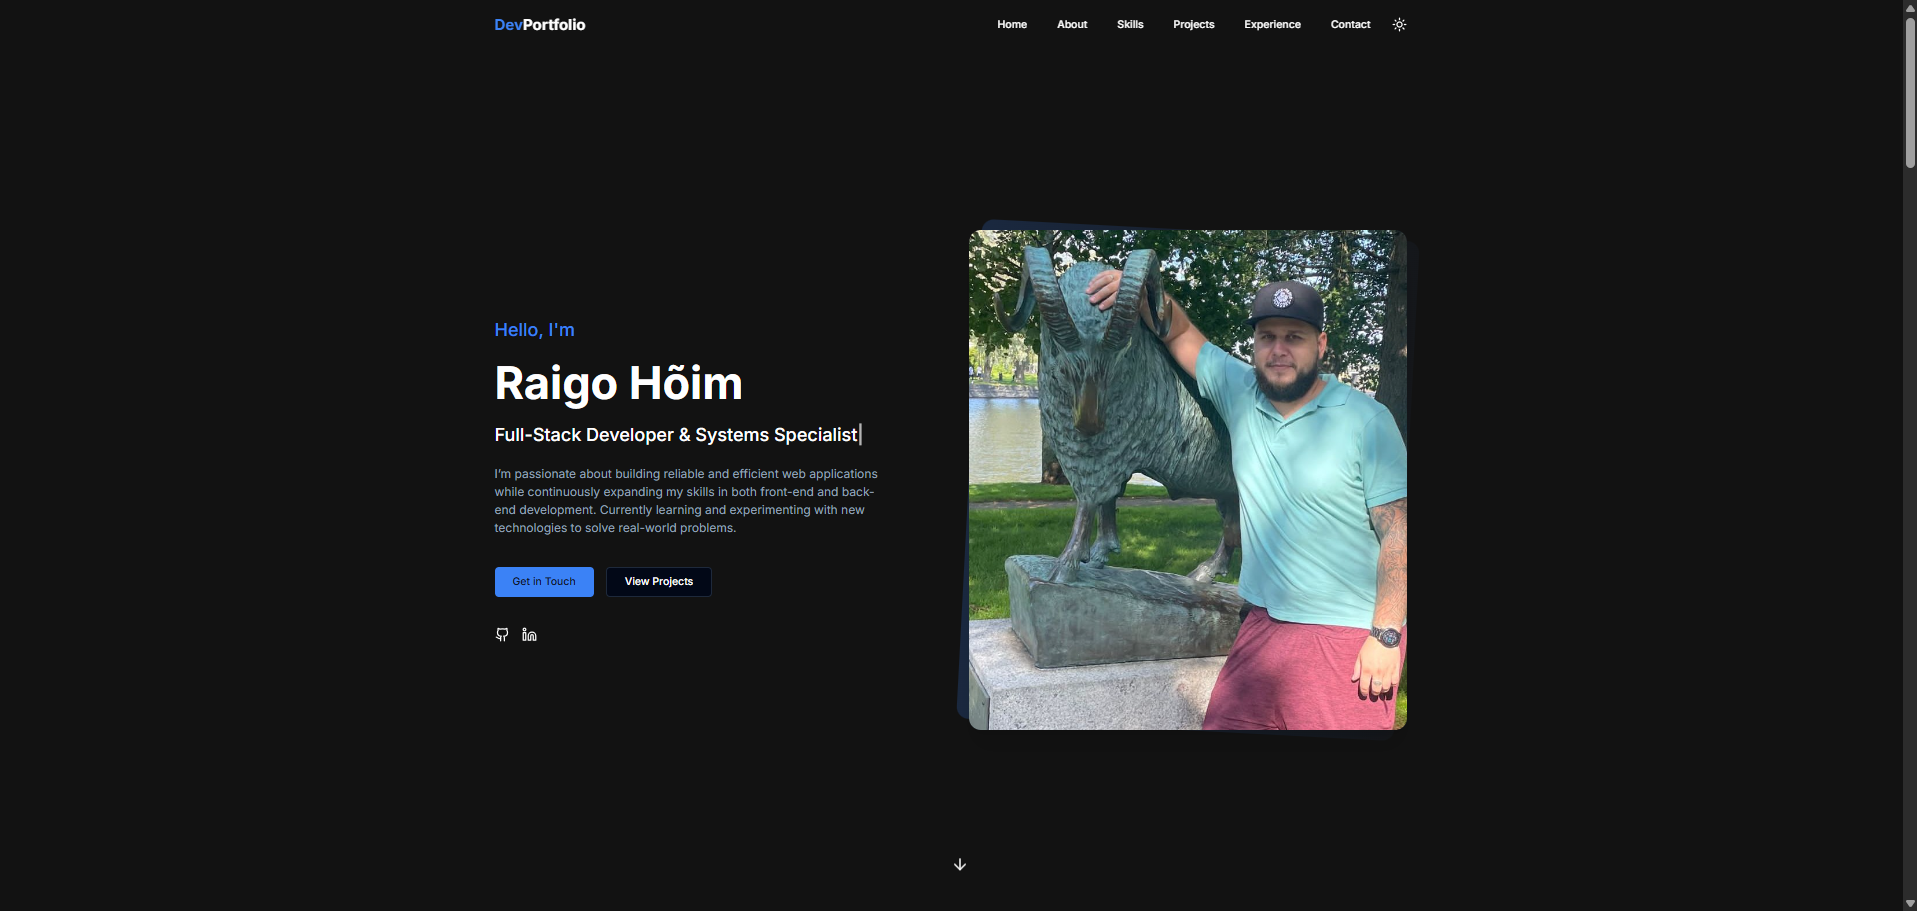 DevPortfolio
Home About Skills Projects Experience Contact
Hello, I'm
Raigo Hõim
Full-Stack Developer & Systems Specialist
I’m passionate about building reliable and efficient web applications
while continuously expanding my skills in both front-end and back-
end development. Currently learning and experimenting with new
technologies to solve real-world problems.
Get in Touch View Projects